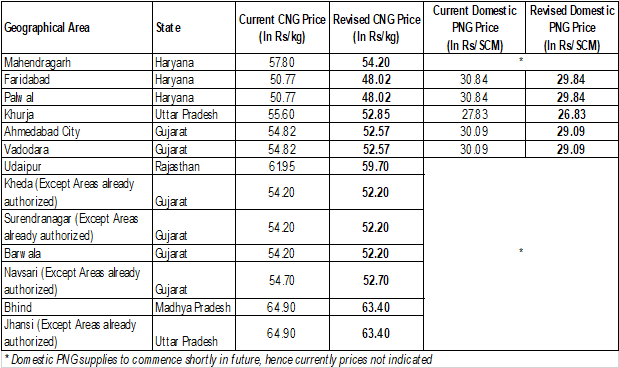 Geographical Area State Current CNG Price (In Rs/kg) Revised CNG Price (In Rs/kg) Current Domestic PNG Price (In Rs/ SCM) Revised Domestic PNG Price (In Rs/ SCM)
Mahendragarh Haryana 57.80 54.20 *
Faridabad Haryana 50.77 48.02 30.84 29.84
Palwal Haryana 50.77 48.02 30.84 29.84
Khurja Uttar Pradesh 55.60 52.85 27.83 26.83
Ahmedabad City Gujarat 54.82 52.57 30.09 29.09
Vadodara Gujarat 54.82 52.57 30.09 29.09
Udaipur Rajasthan 61.95 59.70
Kheda (Except Areas already authorized) Gujarat 54.20 52.20
Surendranagar (Except Areas already authorized) Gujarat 54.20 52.20
Barwala Gujarat 54.20 52.20 *
Navsari (Except Areas already authorized) Gujarat 54.70 52.70
Bhind Madhya Pradesh 64.90 63.40
Jhansi (Except Areas already authorized) Uttar Pradesh 64.90 63.40
* Domestic PNG supplies to commence shortly in future, hence currently prices not indicated